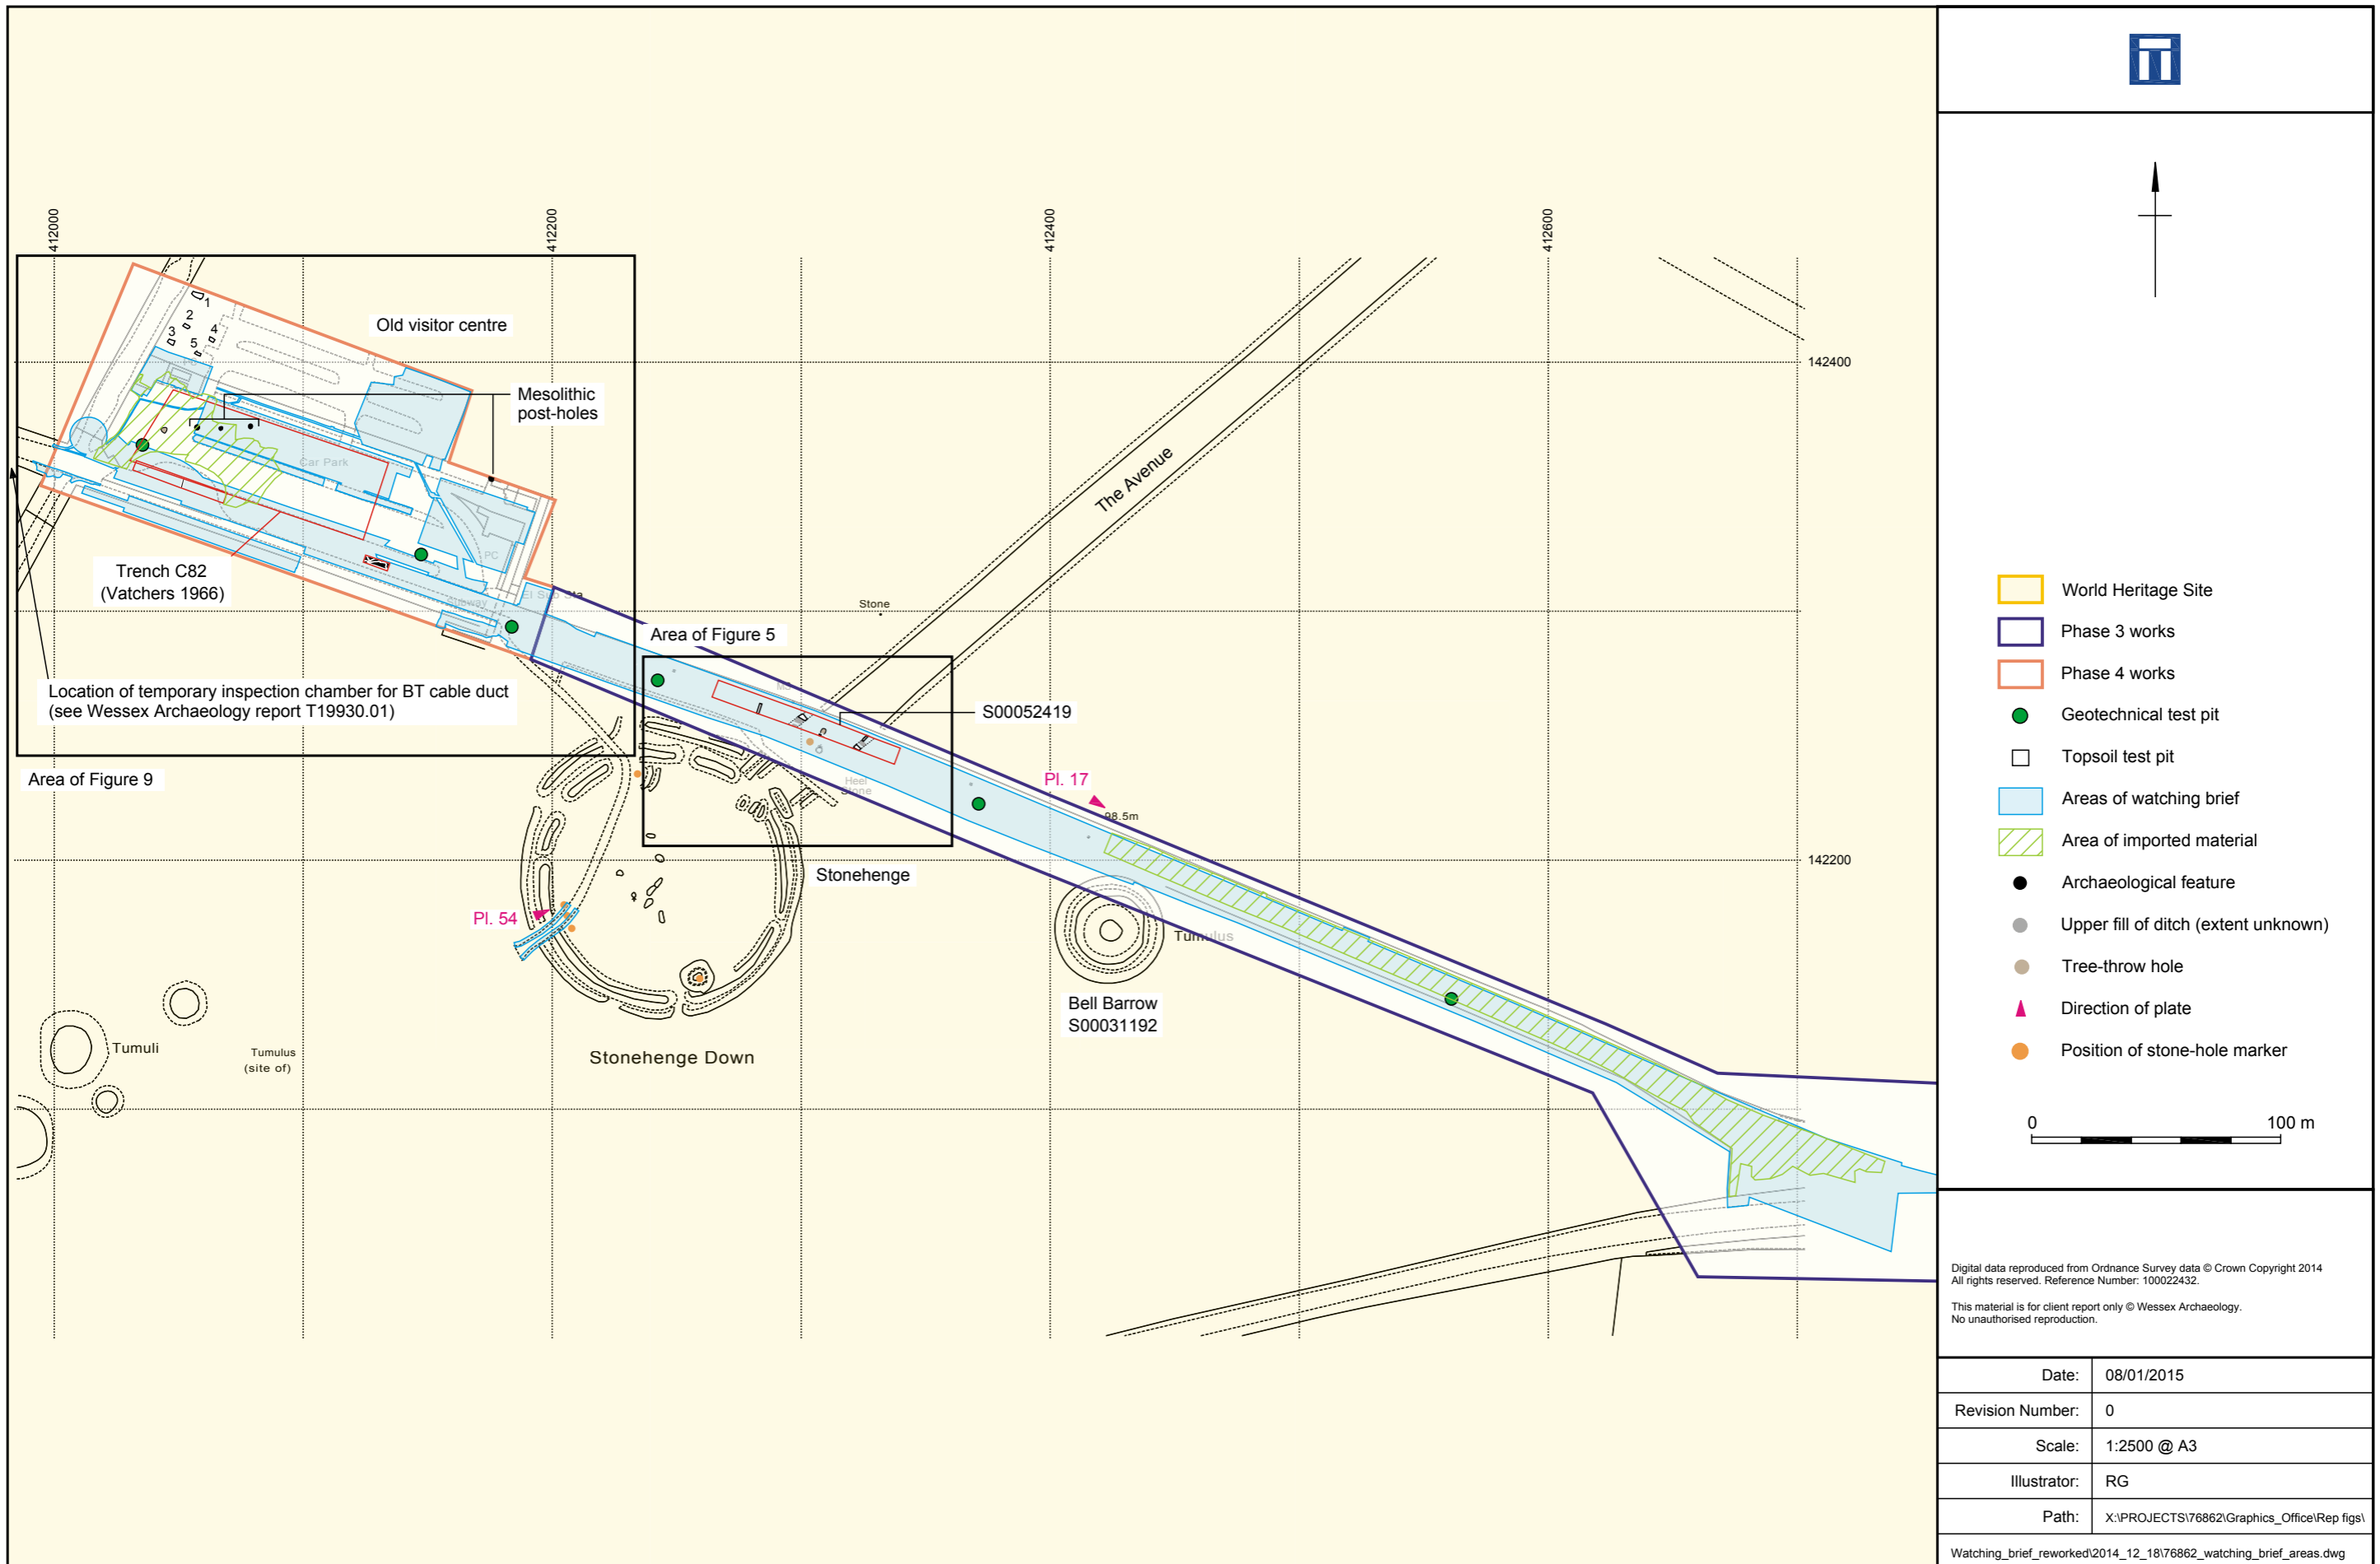 412000
412200
412400
412600
Old visitor centre
1
2
3
4
5
142400
Mesolithic
post-holes
Car Park
The Avenue
PC
Trench C82
(Vatchers 1966)
Subway
El Sub Sta
Stone
Area of Figure 5
MS
Location of temporary inspection chamber for BT cable duct
(see Wessex Archaeology report T19930.01)
S00052419
Area of Figure 9
Heel
Stone
Pl. 17
98.5m
142200
Stonehenge
Pl. 54
Tumulus
Bell Barrow
S00031192
Tumuli
Tumulus
(site of)
Stonehenge Down
World Heritage Site
Phase 3 works
Phase 4 works
Geotechnical test pit
Topsoil test pit
Areas of watching brief
Area of imported material
Archaeological feature
Upper fill of ditch (extent unknown)
Tree-throw hole
Direction of plate
Position of stone-hole marker
0 100 m
Digital data reproduced from Ordnance Survey data © Crown Copyright 2014
All rights reserved. Reference Number: 100022432.
This material is for client report only © Wessex Archaeology.
No unauthorised reproduction.
Date: 08/01/2015
Revision Number: 0
Scale: 1:2500 @ A3
Illustrator: RG
Path: X:\PROJECTS\76862\Graphics_Office\Rep figs\
Watching_brief_reworked\2014_12_18\76862_watching_brief_areas.dwg